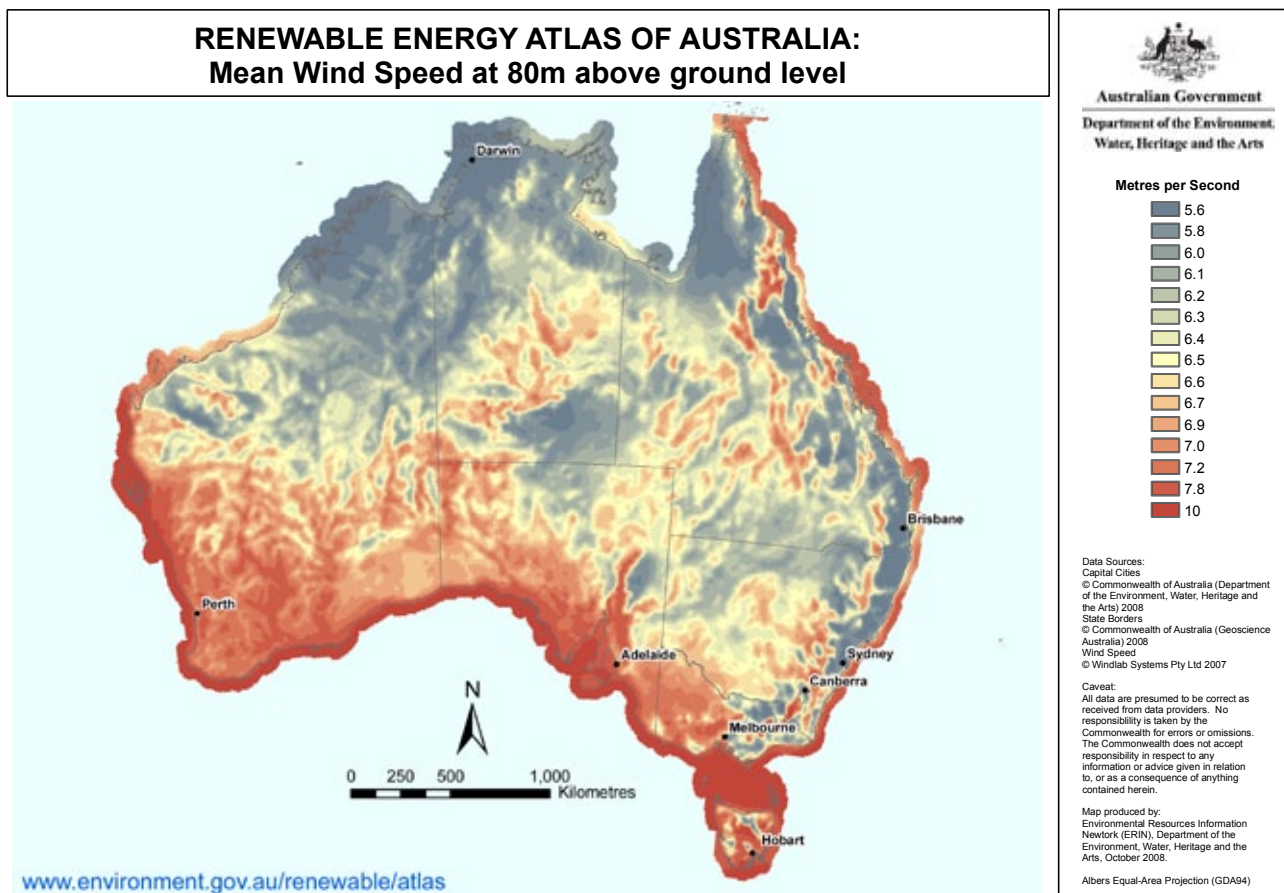 RENEWABLE ENERGY ATLAS OF AUSTRALIA:
Mean Wind Speed at 80m above ground level
Australian Government
Department of the Environment,
Water, Heritage and the Arts
Metres per Second
5.6
5.8
6.0
6.1
6.2
6.3
6.4
6.5
6.6
6.7
6.9
7.0
7.2
7.8
10
Darwin
Brisbane
Perth
Adelaide
Sydney
Canberra
Melbourne
Hobart
N
0 250 500 1,000
Kilometres
www.environment.gov.au/renewable/atlas
Data Sources:
Capital Cities
© Commonwealth of Australia (Department
of the Environment, Water, Heritage and
the Arts) 2008
State Borders
© Commonwealth of Australia (Geoscience
Australia) 2008
Wind Speed
© Windlab Systems Pty Ltd 2007
Caveat:
All data are presumed to be correct as
received from data providers. No
responsiblility is taken by the
Commonwealth for errors or omissions.
The Commonwealth does not accept
responsibility in respect to any
information or advice given in relation
to, or as a consequence of anything
contained herein.
Map produced by:
Environmental Resources Information
Newtork (ERIN), Department of the
Environment, Water, Heritage and the
Arts, October 2008.
Albers Equal-Area Projection (GDA94)